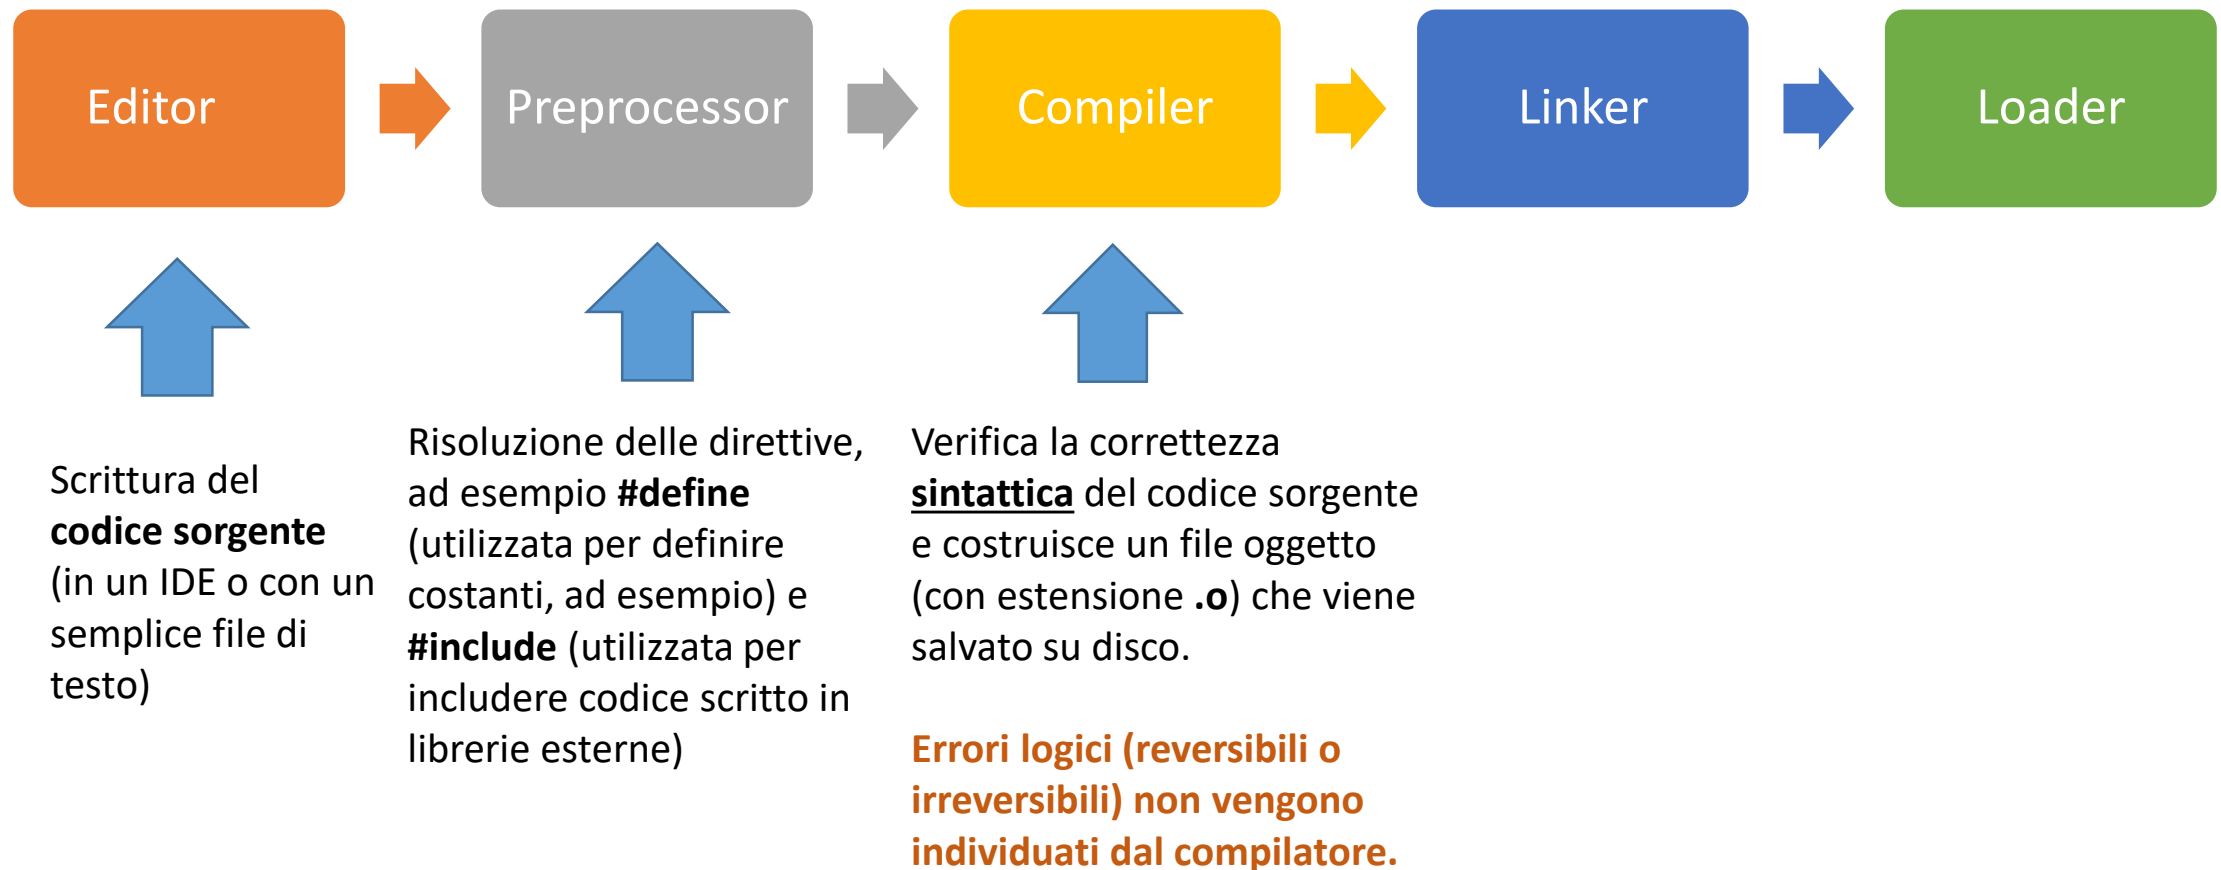 Editor
Preprocessor
Compiler
Linker
Loader
Scrittura del
codice sorgente
(in un IDE o con un
semplice file di
testo)
Risoluzione delle direttive,
ad esempio #define
(utilizzata per definire
costanti, ad esempio) e
#include (utilizzata per
includere codice scritto in
librerie esterne)
Verifica la correttezza
sintattica del codice sorgente
e costruisce un file oggetto
(con estensione .o) che viene
salvato su disco.
Errori logici (reversibili o
irreversibili) non vengono
individuati dal compilatore.